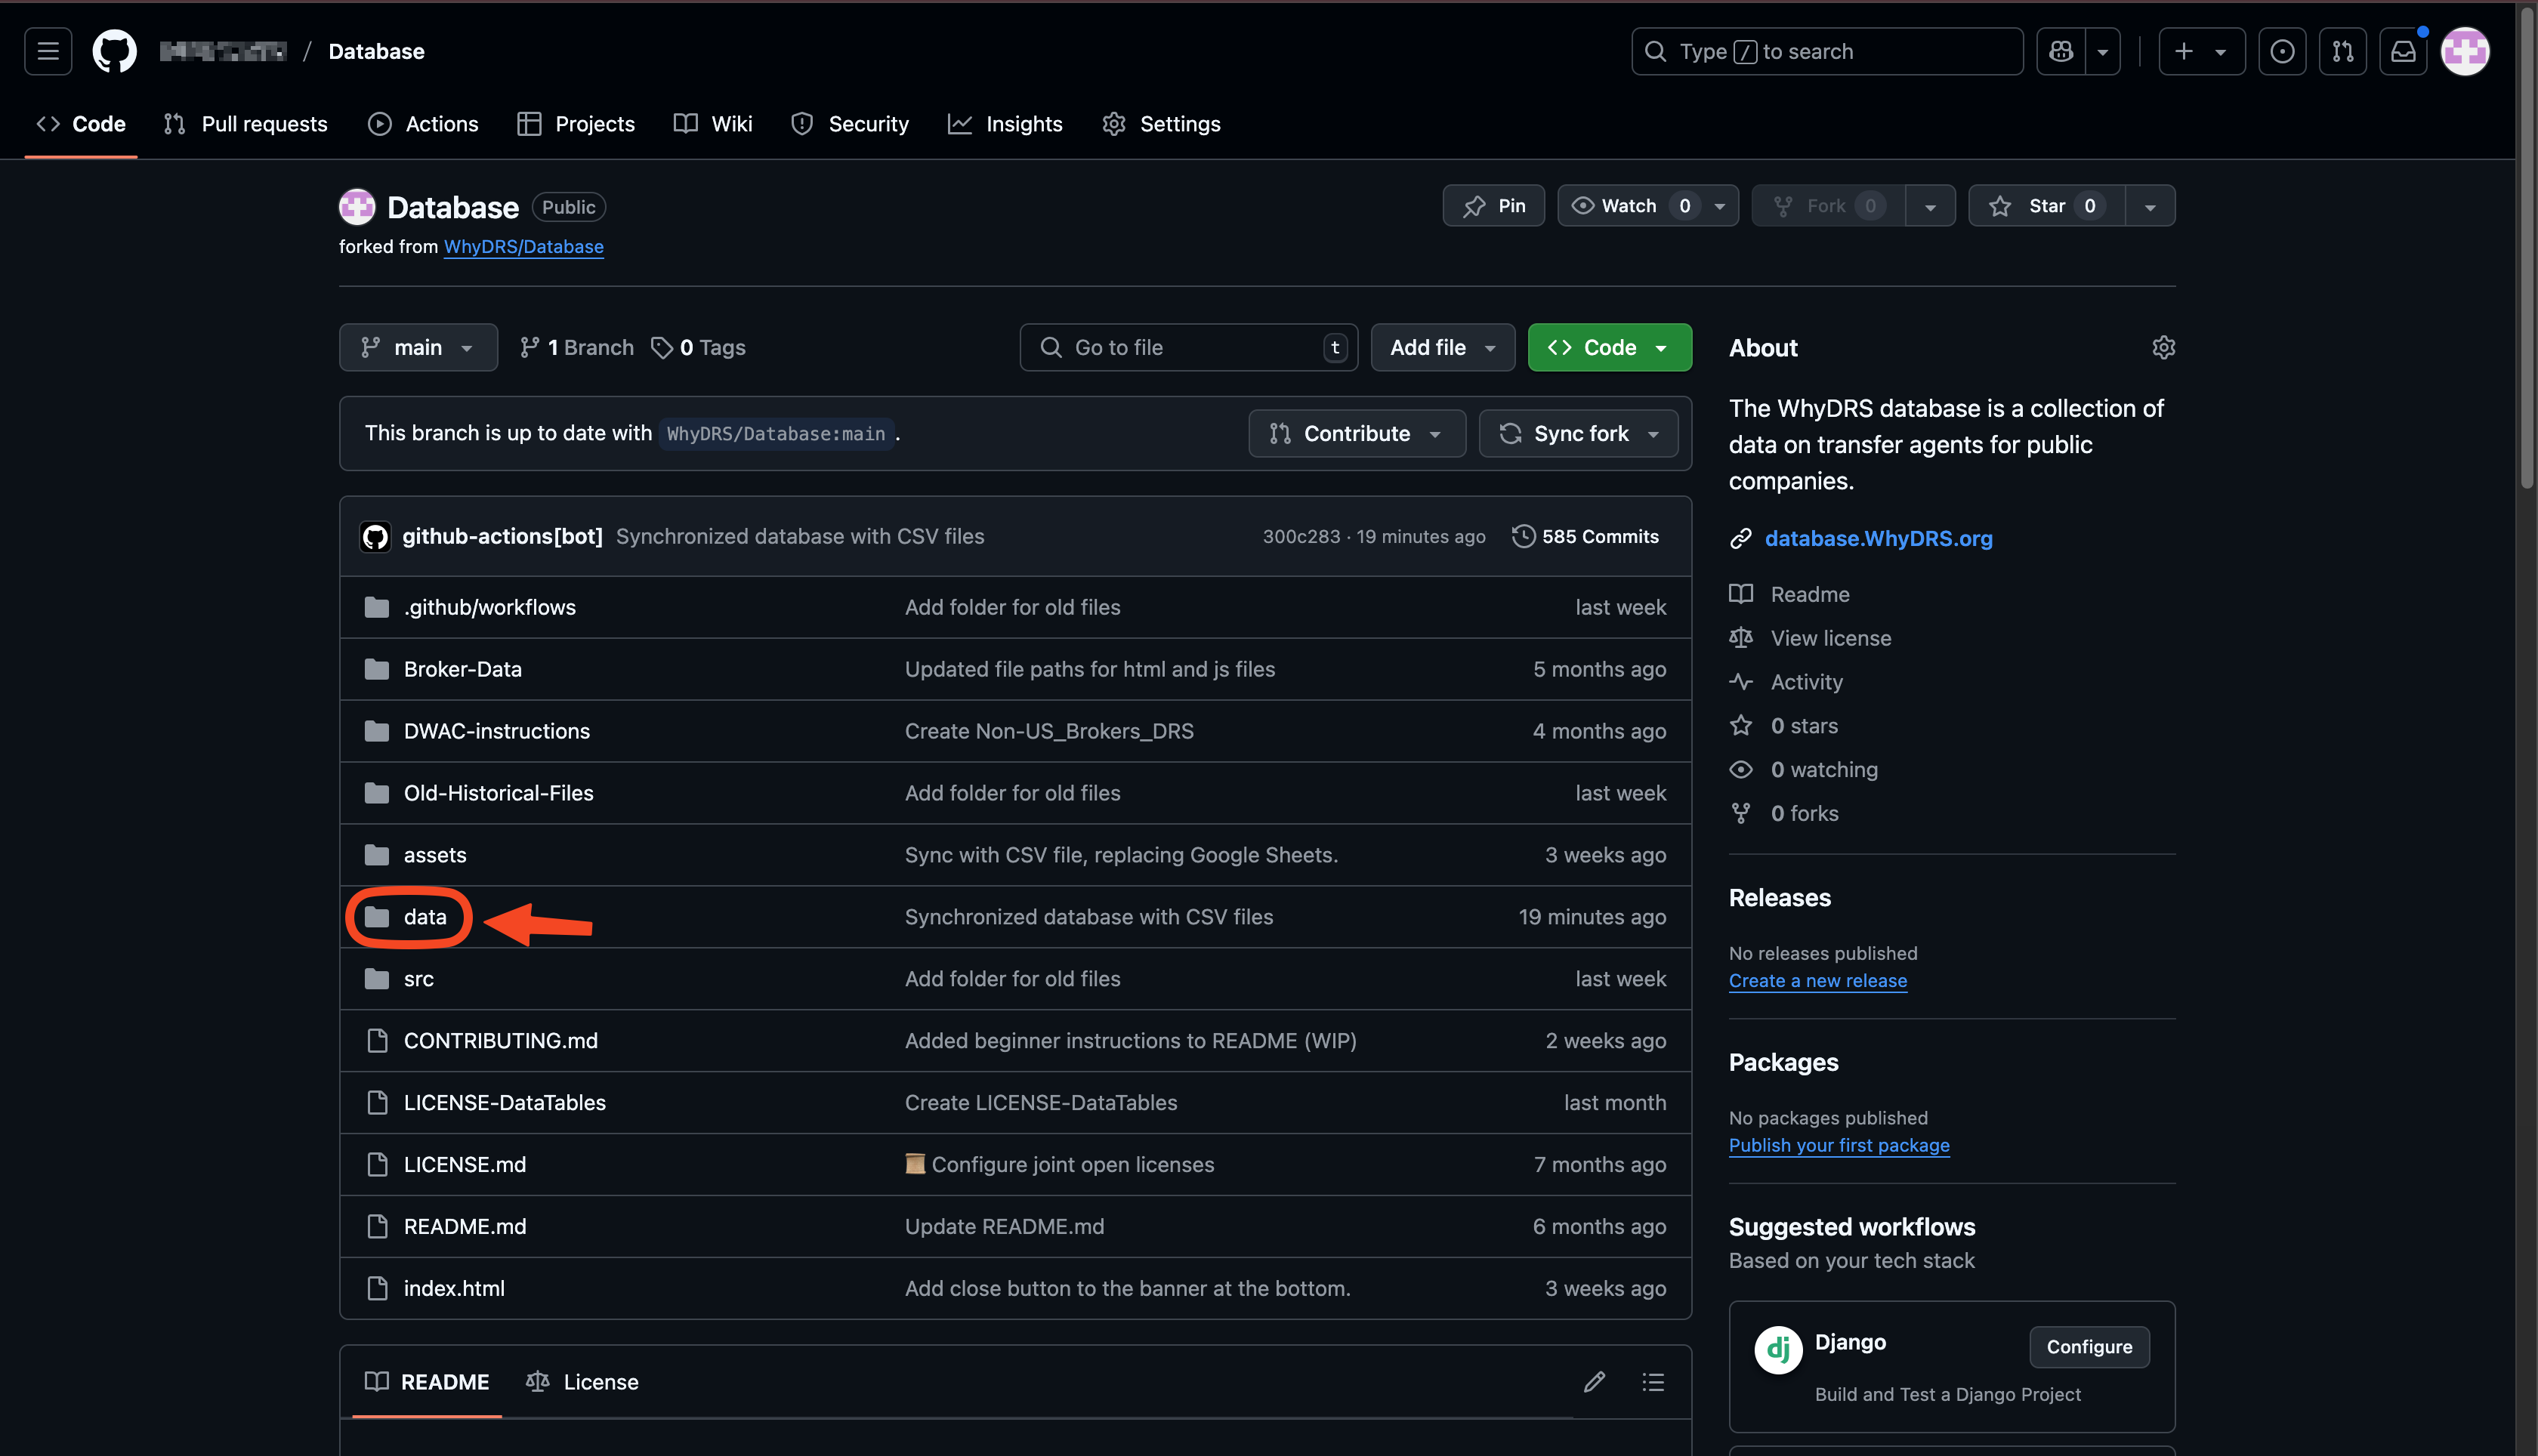 / Database
Type / to search
Code Pull requests Actions Projects Wiki Security Insights Settings
Database Public
Pin Watch 0 Fork 0 Star 0
forked from WhyDRS/Database
main 1 Branch 0 Tags Go to file t Add file Code
This branch is up to date with WhyDRS/Database:main . Contribute Sync fork
github-actions[bot] Synchronized database with CSV files 300c283 · 19 minutes ago 585 Commits
.github/workflows Add folder for old files last week
Broker-Data Updated file paths for html and js files 5 months ago
DWAC-instructions Create Non-US_Brokers_DRS 4 months ago
Old-Historical-Files Add folder for old files last week
assets Sync with CSV file, replacing Google Sheets. 3 weeks ago
data Synchronized database with CSV files 19 minutes ago
src Add folder for old files last week
CONTRIBUTING.md Added beginner instructions to README (WIP) 2 weeks ago
LICENSE-DataTables Create LICENSE-DataTables last month
LICENSE.md Configure joint open licenses 7 months ago
README.md Update README.md 6 months ago
index.html Add close button to the banner at the bottom. 3 weeks ago
README License
About
The WhyDRS database is a collection of
data on transfer agents for public
companies.
database.WhyDRS.org
Readme
View license
Activity
0 stars
0 watching
0 forks
Releases
No releases published
Create a new release
Packages
No packages published
Publish your first package
Suggested workflows
Based on your tech stack
dj Django Configure
Build and Test a Django Project